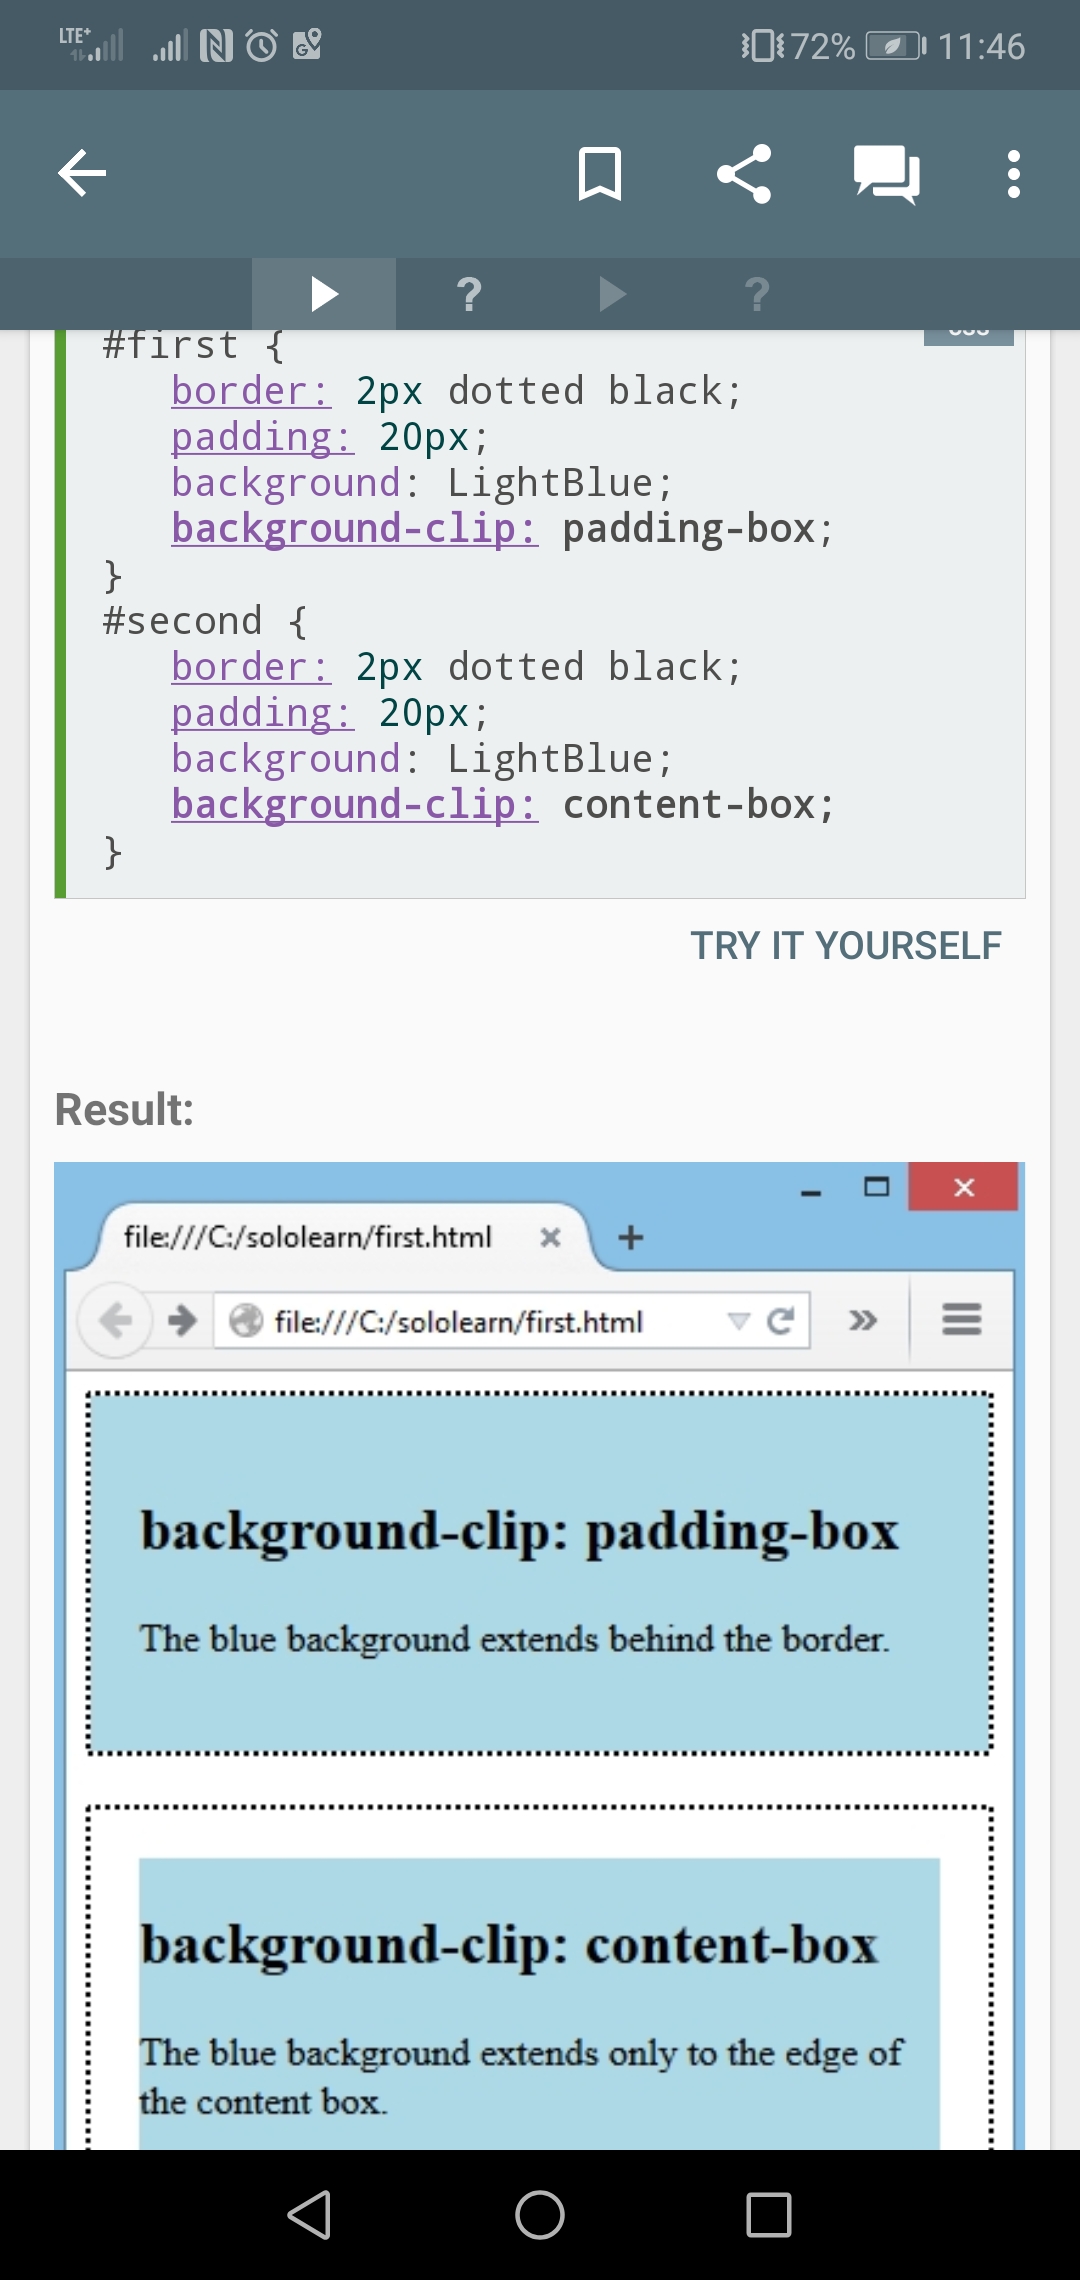 LTE+ 72% 11:46
? ?
#first {
border: 2px dotted black;
padding: 20px;
background: LightBlue;
background-clip: padding-box;
}
#second {
border: 2px dotted black;
padding: 20px;
background: LightBlue;
background-clip: content-box;
}
TRY IT YOURSELF
Result:
file:///C:/sololearn/first.html
file:///C:/sololearn/first.html
background-clip: padding-box
The blue background extends behind the border.
background-clip: content-box
The blue background extends only to the edge of
the content box.